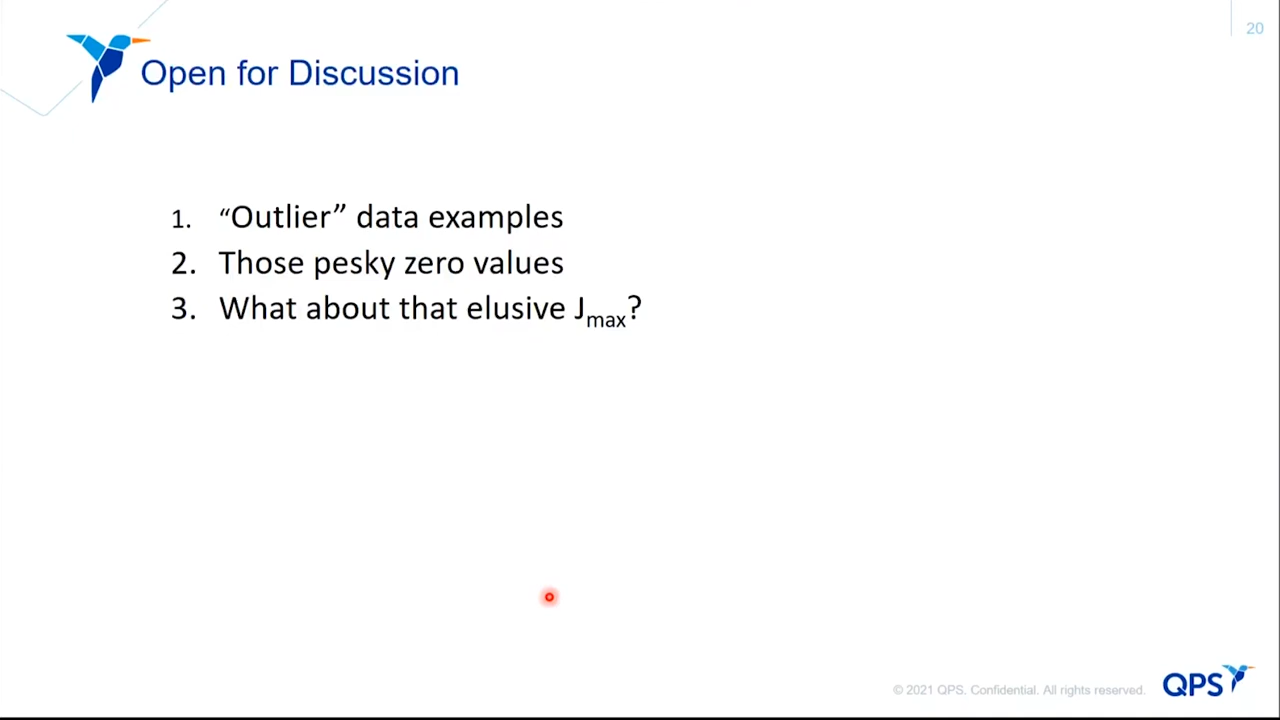 20
Open for Discussion
1. “Outlier” data examples
2. Those pesky zero values
3. What about that elusive Jmax?
© 2021 QPS. Confidential. All rights reserved.
QPS